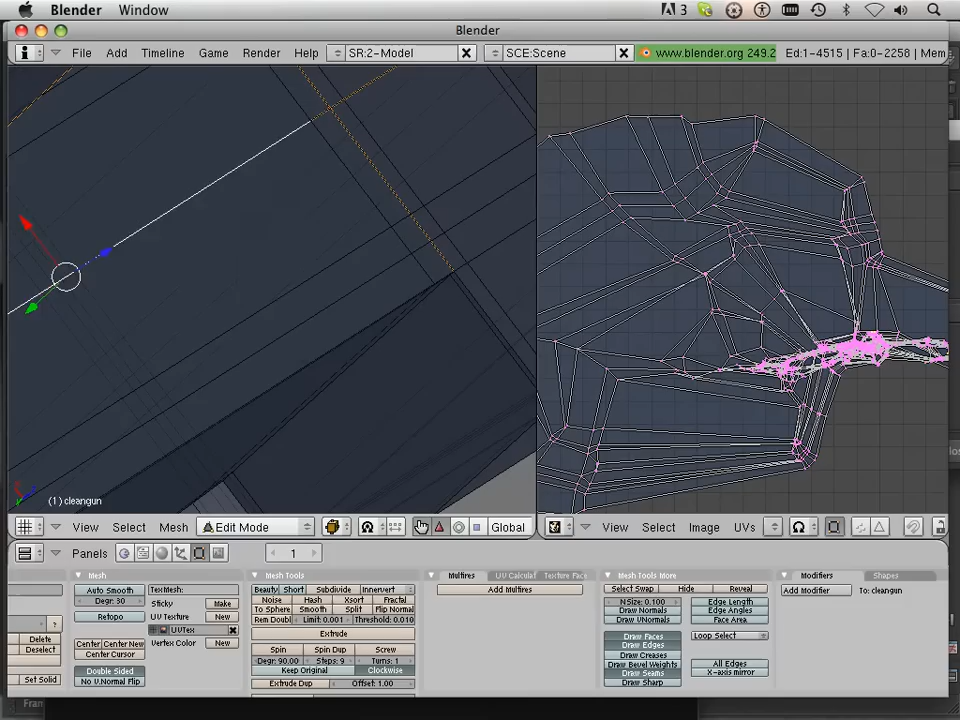 Blender Window 3
Blender
File Add Timeline Game Render Help SR:2-Model SCE:Scene www.blender.org 249.2 Ed:1-4515 | Fa:0-2258 | Mem
(1) cleangun
View Select Mesh Edit Mode Global View Select Image UVs
Panels 1
Mesh Mesh Tools Multires UV Calculat Texture Face Mesh Tools More Modifiers Shapes
Auto Smooth TexMesh: Beauty Short Subdivide Innervert Add Multires Select Swap Hide Reveal Add Modifier To: cleangun
Degr: 30 Sticky Make Noise Hash Xsort Fractal NSize: 0.100 Edge Length
Retopo UV Texture New To Sphere Smooth Split Flip Normal Draw Normals Edge Angles
UVTex Rem Doubl Limit: 0.001 Threshold: 0.010 Draw VNormals Face Area
Delete Center Center New Vertex Color New Extrude Draw Faces Loop Select
Deselect Center Cursor Spin Spin Dup Screw Draw Edges
Degr: 90.00 Steps: 9 Turns: 1 Draw Creases
Double Sided Keep Original Clockwise Draw Bevel Weights All Edges
Set Solid No V.Normal Flip Extrude Dup Offset: 1.00 Draw Seams X-axis mirror
Draw Sharp
Fran